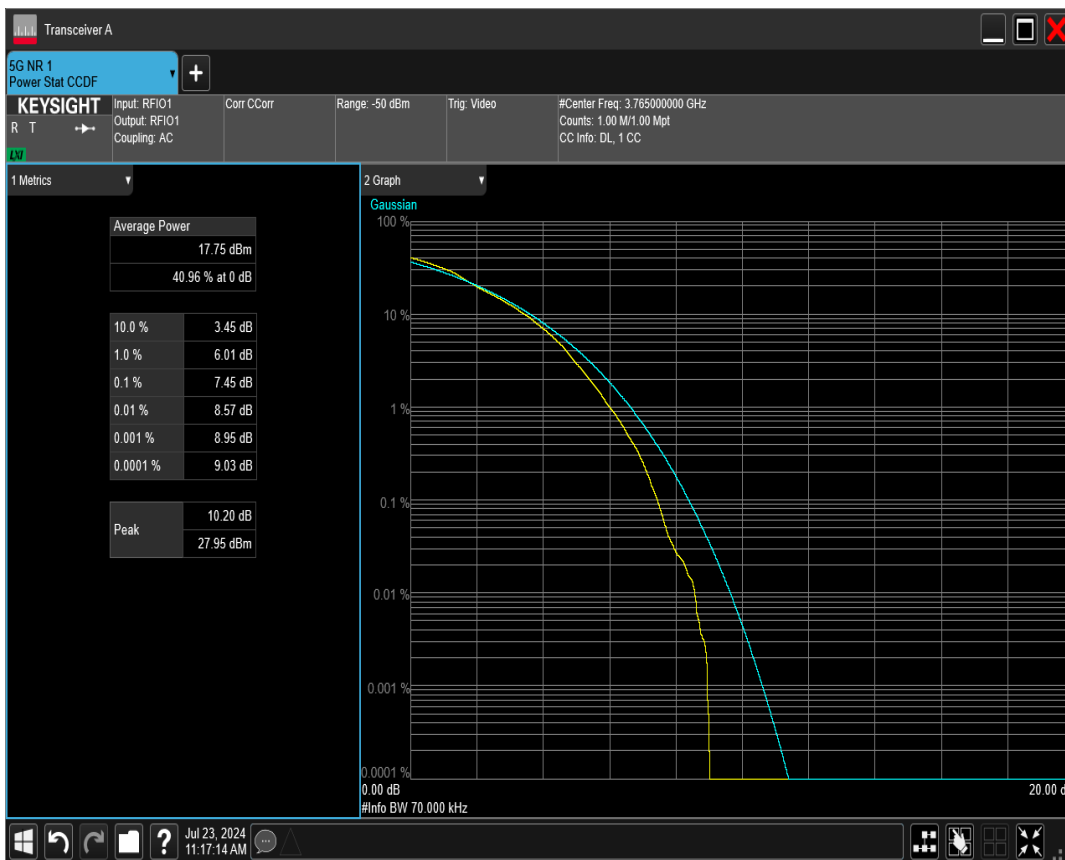 Transceiver A
5G NR 1
Power Stat CCDF
+
KEYSIGHT
R T
LXI
Input: RFIO1
Output: RFIO1
Coupling: AC
Corr CCorr
Range: -50 dBm
Trig: Video
#Center Freq: 3.765000000 GHz
Counts: 1.00 M/1.00 Mpt
CC Info: DL, 1 CC
1 Metrics
Average Power
17.75 dBm
40.96 % at 0 dB
10.0 % 3.45 dB
1.0 % 6.01 dB
0.1 % 7.45 dB
0.01 % 8.57 dB
0.001 % 8.95 dB
0.0001 % 9.03 dB
Peak
10.20 dB
27.95 dBm
2 Graph
Gaussian
100 %
10 %
1 %
0.1 %
0.01 %
0.001 %
0.0001 %
0.00 dB
20.00 d
#Info BW 70.000 kHz
?
Jul 23, 2024
11:17:14 AM